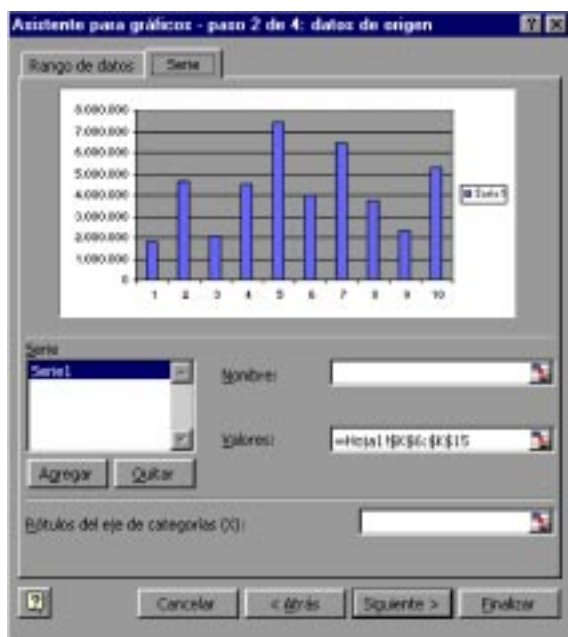 Asistente para gráficos - paso 2 de 4: datos de origen
Rango de datos Serie
8.000.000
7.000.000
6.000.000
5.000.000
4.000.000
3.000.000
2.000.000
1.000.000
0
1 2 3 4 5 6 7 8 9 10
Serie1
Serie
Serie1
Nombre:
Valores: =Hoja1!$K$6:$K$15
Agregar Quitar
Rótulos del eje de categorías (X):
Cancelar < Atrás Siguiente > Finalizar